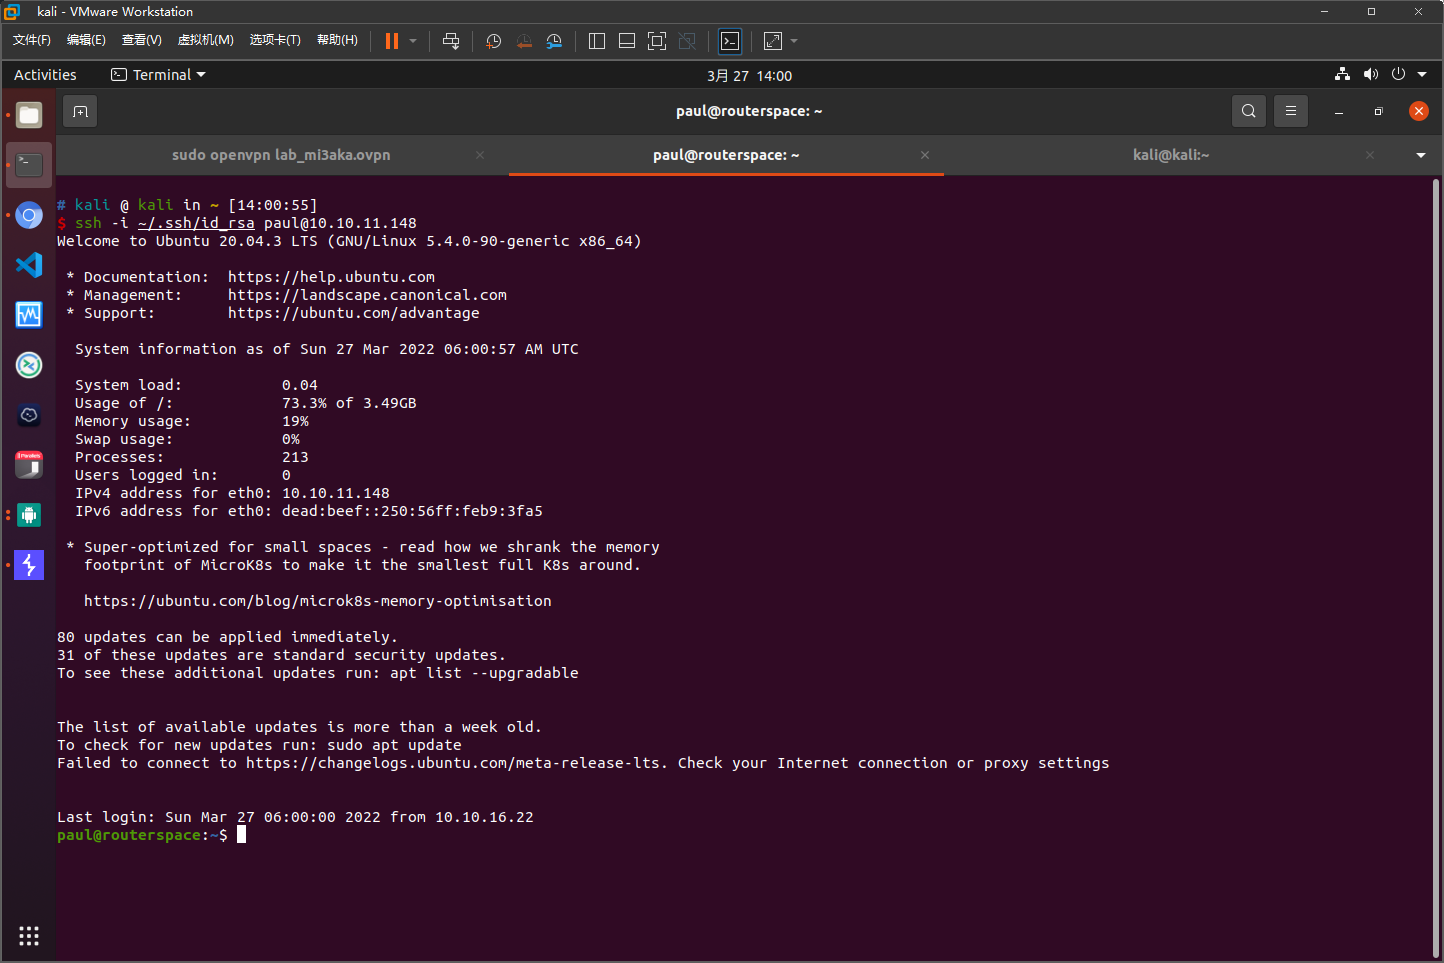 kali - VMware Workstation
文件(F) 编辑(E) 查看(V) 虚拟机(M) 选项卡(T) 帮助(H)
Activities Terminal 3月 27 14:00
paul@routerspace: ~
sudo openvpn lab_mi3aka.ovpn paul@routerspace: ~ kali@kali:~
# kali @ kali in ~ [14:00:55]
$ ssh -i ~/.ssh/id_rsa paul@10.10.11.148
Welcome to Ubuntu 20.04.3 LTS (GNU/Linux 5.4.0-90-generic x86_64)
* Documentation: https://help.ubuntu.com
* Management: https://landscape.canonical.com
* Support: https://ubuntu.com/advantage
System information as of Sun 27 Mar 2022 06:00:57 AM UTC
System load: 0.04
Usage of /: 73.3% of 3.49GB
Memory usage: 19%
Swap usage: 0%
Processes: 213
Users logged in: 0
IPv4 address for eth0: 10.10.11.148
IPv6 address for eth0: dead:beef::250:56ff:feb9:3fa5
* Super-optimized for small spaces - read how we shrank the memory
footprint of MicroK8s to make it the smallest full K8s around.
https://ubuntu.com/blog/microk8s-memory-optimisation
80 updates can be applied immediately.
31 of these updates are standard security updates.
To see these additional updates run: apt list --upgradable
The list of available updates is more than a week old.
To check for new updates run: sudo apt update
Failed to connect to https://changelogs.ubuntu.com/meta-release-lts. Check your Internet connection or proxy settings
Last login: Sun Mar 27 06:00:00 2022 from 10.10.16.22
paul@routerspace:~$